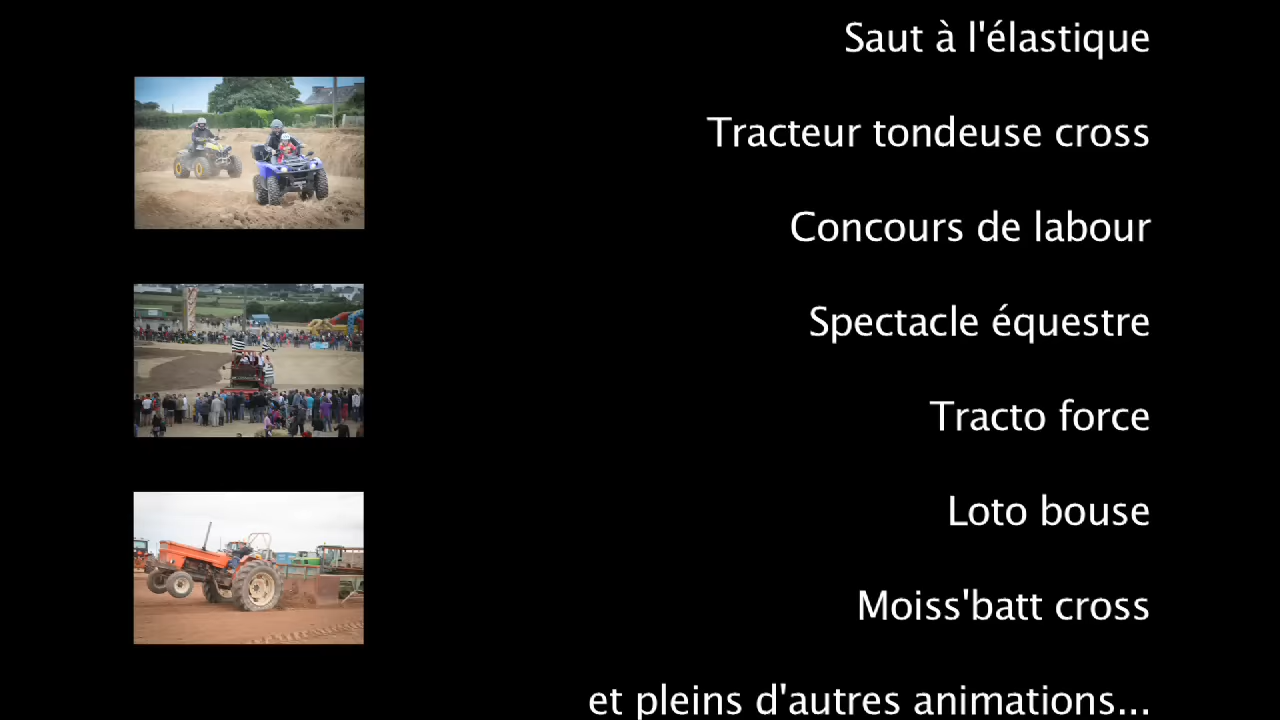 Saut à l'élastique
Tracteur tondeuse cross
Concours de labour
Spectacle équestre
Tracto force
Loto bouse
Moiss'batt cross
et pleins d'autres animations...